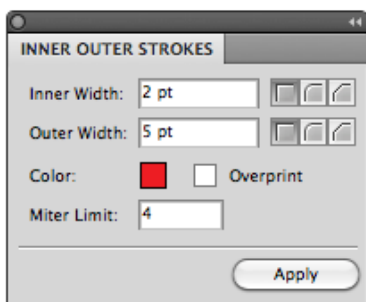 INNER OUTER STROKES
Inner Width: 2 pt
Outer Width: 5 pt
Color: Overprint
Miter Limit: 4
Apply